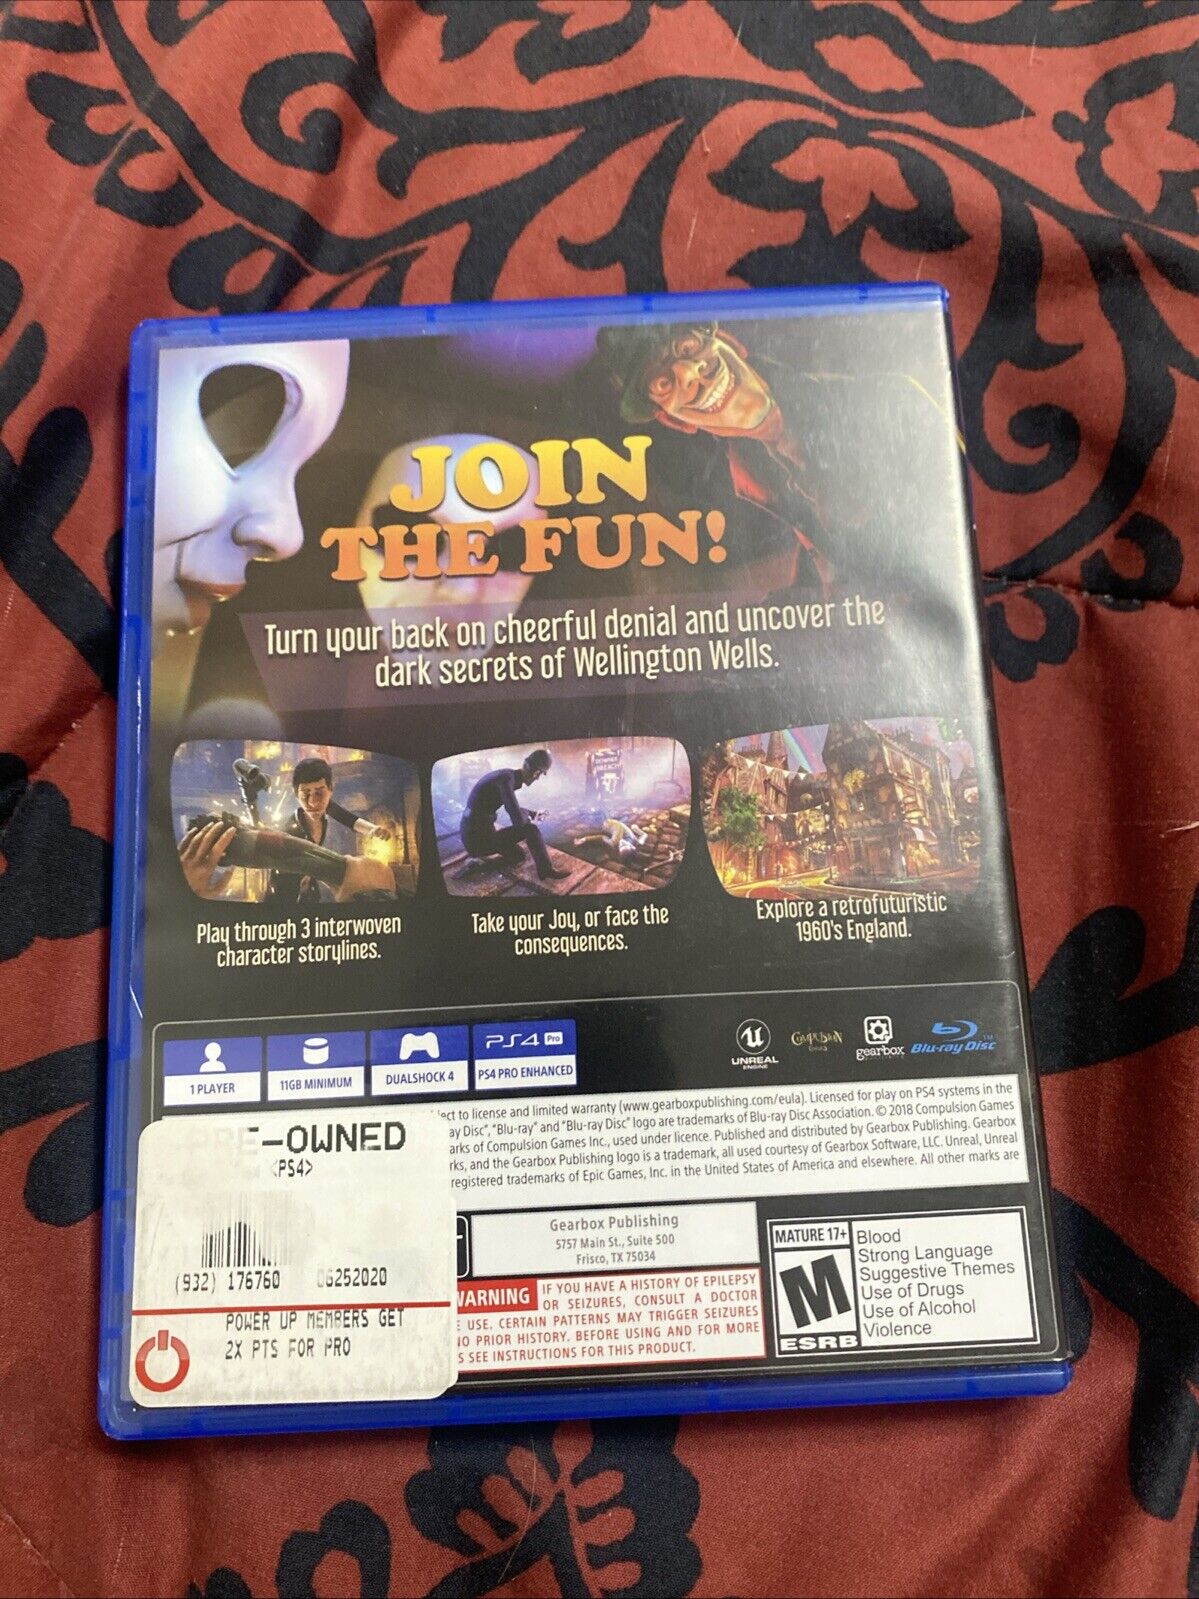 JOIN
THE FUN!
Turn your back on cheerful denial and uncover the
dark secrets of Wellington Wells.
Play through 3 interwoven
character storylines.
Take your Joy, or face the
consequences.
Explore a retrofuturistic
1960's England.
1 PLAYER
11GB MINIMUM
DUALSHOCK 4
PS4 Pro
PS4 PRO ENHANCED
UNREAL
ENGINE
COMPULSION
GAMES
gearbox
Blu-ray Disc™
to license and limited warranty (www.gearboxpublishing.com/eula). Licensed for play on PS4 systems in the
Disc", "Blu-ray" and "Blu-ray Disc" logo are trademarks of Blu-ray Disc Association. © 2018 Compulsion Games
of Compulsion Games Inc., used under licence. Published and distributed by Gearbox Publishing. Gearbox
and the Gearbox Publishing logo is a trademark, all used courtesy of Gearbox Software, LLC. Unreal, Unreal
registered trademarks of Epic Games, Inc. in the United States of America and elsewhere. All other marks are
PRE-OWNED
<PS4>
(932) 176760 06252020
POWER UP MEMBERS GET
2X PTS FOR PRO
Gearbox Publishing
5757 Main St., Suite 500
Frisco, TX 75034
WARNING IF YOU HAVE A HISTORY OF EPILEPSY
OR SEIZURES, CONSULT A DOCTOR
USE. CERTAIN PATTERNS MAY TRIGGER SEIZURES
NO PRIOR HISTORY. BEFORE USING AND FOR MORE
SEE INSTRUCTIONS FOR THIS PRODUCT.
MATURE 17+
M
ESRB
Blood
Strong Language
Suggestive Themes
Use of Drugs
Use of Alcohol
Violence